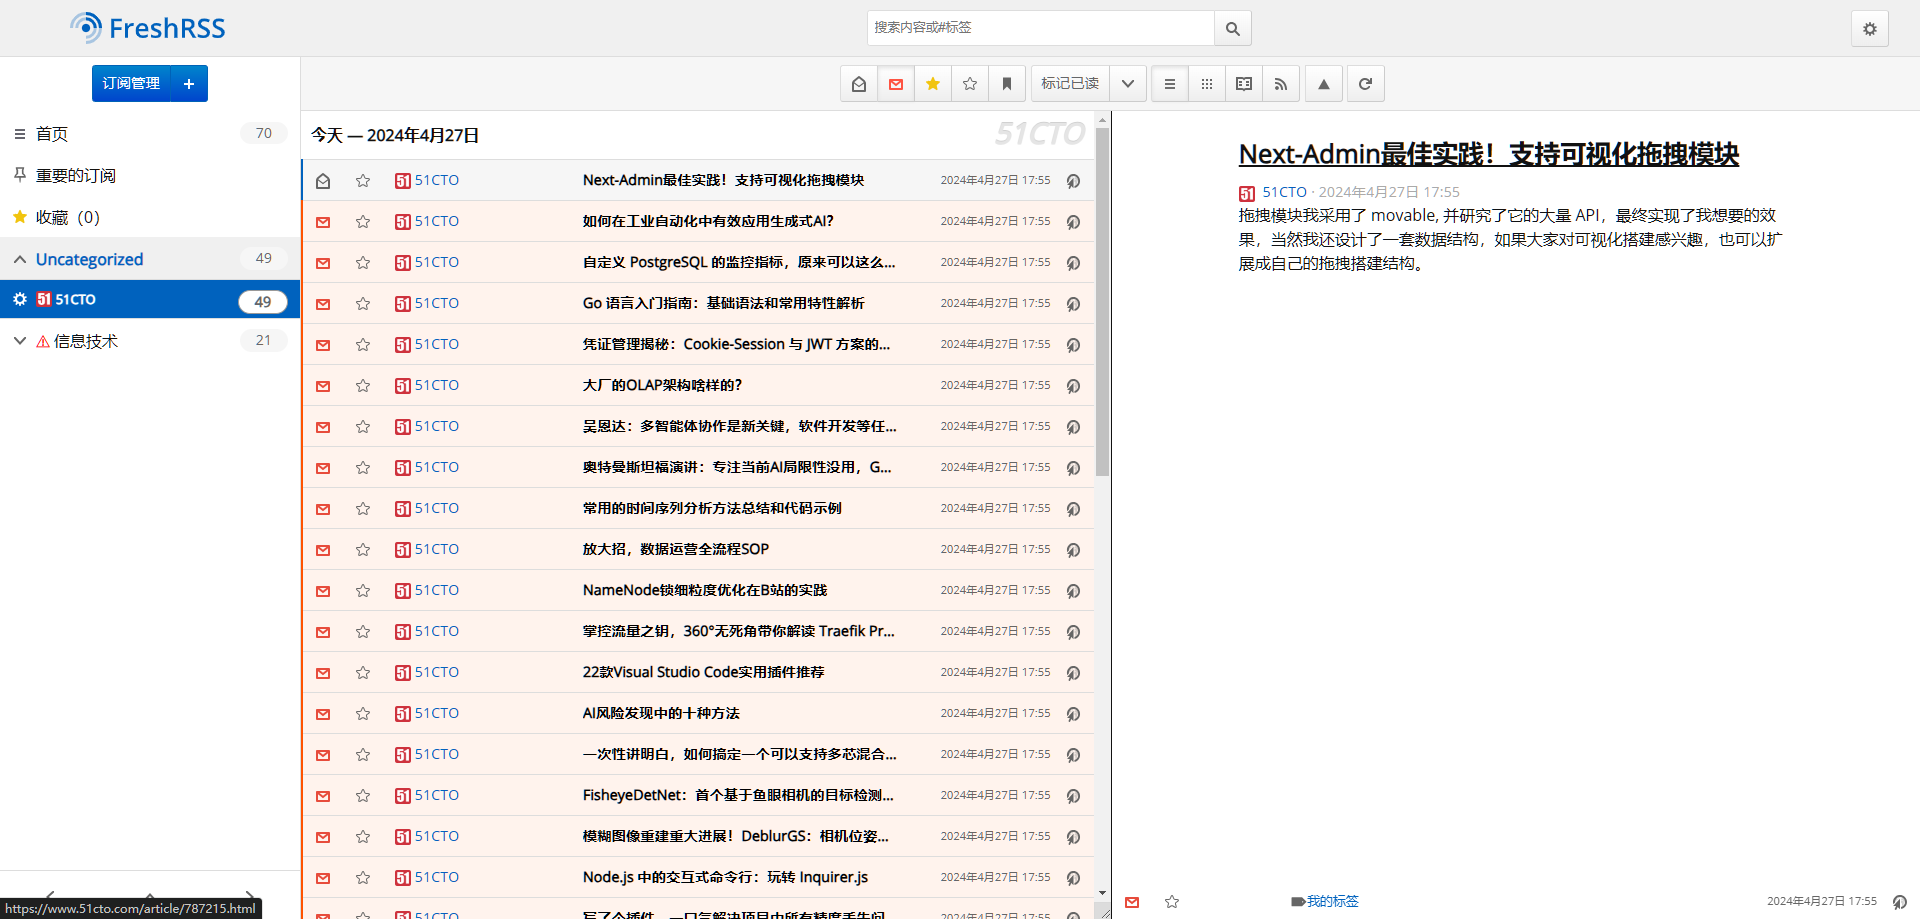 FreshRSS
搜索内容或#标签
订阅管理
标记已读
首页 70
重要的订阅
收藏（0）
Uncategorized 49
51CTO 49
信息技术 21
https://www.51cto.com/article/787215.html
今天 — 2024年4月27日 51CTO
51CTO Next-Admin最佳实践！支持可视化拖拽模块 2024年4月27日 17:55
51CTO 如何在工业自动化中有效应用生成式AI？ 2024年4月27日 17:55
51CTO 自定义 PostgreSQL 的监控指标，原来可以这么... 2024年4月27日 17:55
51CTO Go 语言入门指南：基础语法和常用特性解析 2024年4月27日 17:55
51CTO 凭证管理揭秘：Cookie-Session 与 JWT 方案的... 2024年4月27日 17:55
51CTO 大厂的OLAP架构啥样的？ 2024年4月27日 17:55
51CTO 吴恩达：多智能体协作是新关键，软件开发等任... 2024年4月27日 17:55
51CTO 奥特曼斯坦福演讲：专注当前AI局限性没用，G... 2024年4月27日 17:55
51CTO 常用的时间序列分析方法总结和代码示例 2024年4月27日 17:55
51CTO 放大招，数据运营全流程SOP 2024年4月27日 17:55
51CTO NameNode锁细粒度优化在B站的实践 2024年4月27日 17:55
51CTO 掌控流量之钥，360°无死角带你解读 Traefik Pr... 2024年4月27日 17:55
51CTO 22款Visual Studio Code实用插件推荐 2024年4月27日 17:55
51CTO AI风险发现中的十种方法 2024年4月27日 17:55
51CTO 一次性讲明白，如何搞定一个可以支持多芯混合... 2024年4月27日 17:55
51CTO FisheyeDetNet：首个基于鱼眼相机的目标检测... 2024年4月27日 17:55
51CTO 模糊图像重建重大进展！DeblurGS：相机位姿... 2024年4月27日 17:55
51CTO Node.js 中的交互式命令行：玩转 Inquirer.js 2024年4月27日 17:55
51CTO 写了个插件，一口气解决项目中所有精度丢失问... 2024年4月27日 17:55
Next-Admin最佳实践！支持可视化拖拽模块
51CTO · 2024年4月27日 17:55
拖拽模块我采用了 movable, 并研究了它的大量 API，最终实现了我想要的效
果，当然我还设计了一套数据结构，如果大家对可视化搭建感兴趣，也可以扩
展成自己的拖拽搭建结构。
我的标签 2024年4月27日 17:55